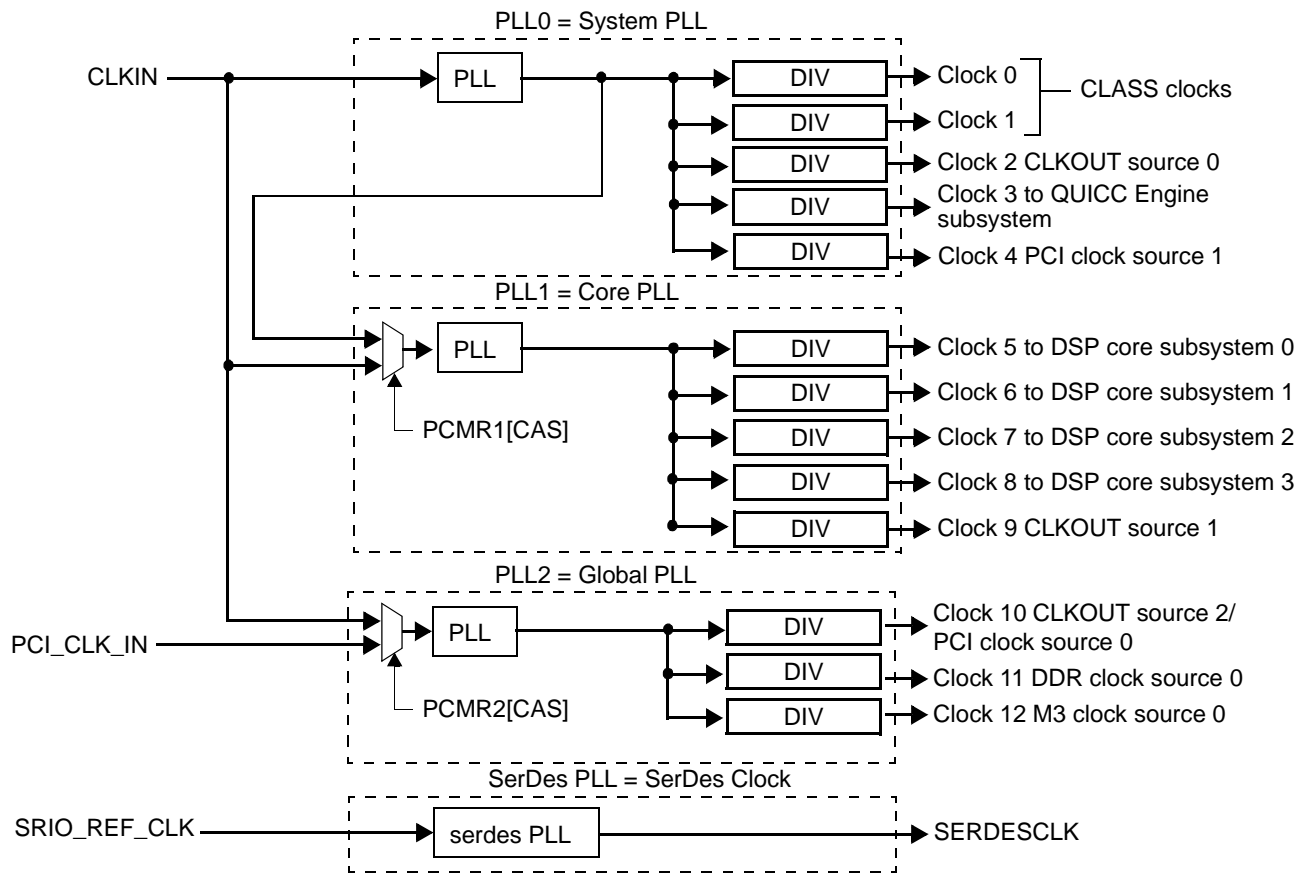 PLL0 = System PLL
CLKIN
PLL
DIV
Clock 0
CLASS clocks
DIV
Clock 1
DIV
Clock 2 CLKOUT source 0
DIV
Clock 3 to QUICC Engine
subsystem
DIV
Clock 4 PCI clock source 1
PLL1 = Core PLL
PLL
DIV
Clock 5 to DSP core subsystem 0
DIV
Clock 6 to DSP core subsystem 1
PCMR1[CAS]
DIV
Clock 7 to DSP core subsystem 2
DIV
Clock 8 to DSP core subsystem 3
DIV
Clock 9 CLKOUT source 1
PLL2 = Global PLL
PCI_CLK_IN
PLL
DIV
Clock 10 CLKOUT source 2/
PCI clock source 0
DIV
Clock 11 DDR clock source 0
PCMR2[CAS]
DIV
Clock 12 M3 clock source 0
SerDes PLL = SerDes Clock
SRIO_REF_CLK
serdes PLL
SERDESCLK